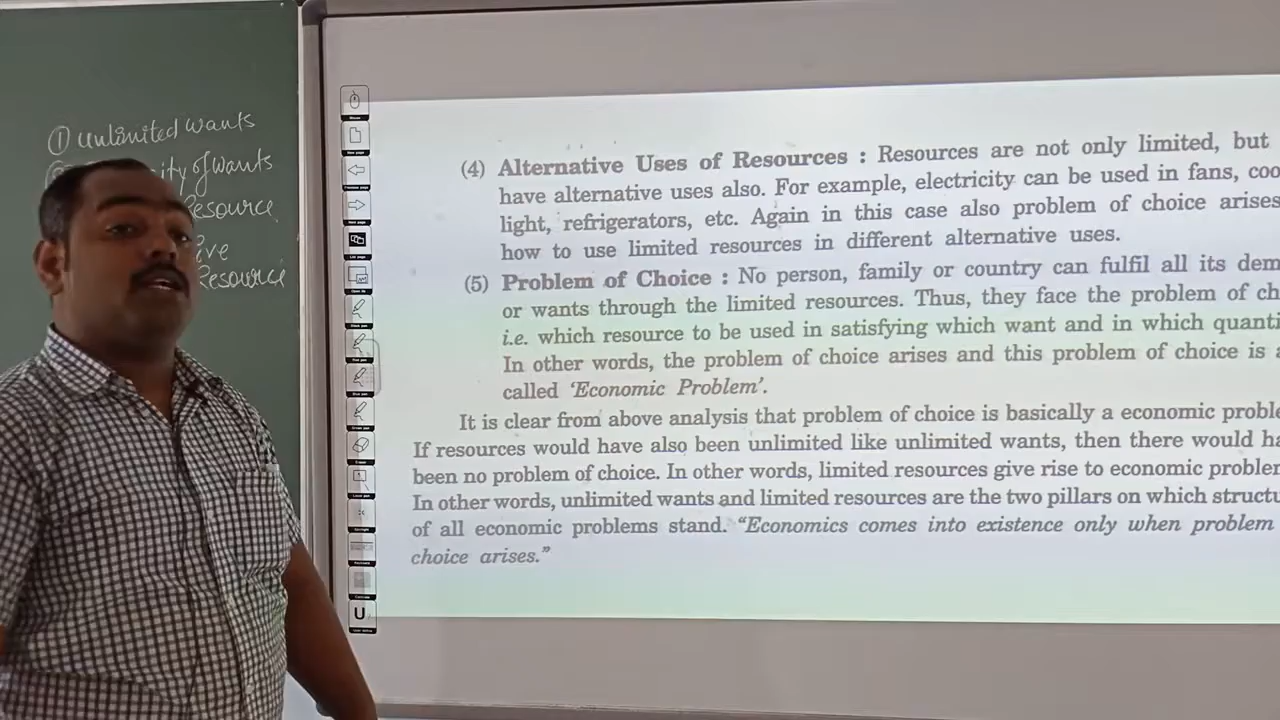 ① Unlimited wants
ity of wants
Resource
ive
Resource
(4) Alternative Uses of Resources : Resources are not only limited, but
have alternative uses also. For example, electricity can be used in fans, coo
light, refrigerators, etc. Again in this case also problem of choice arises
how to use limited resources in different alternative uses.
(5) Problem of Choice : No person, family or country can fulfil all its dem
or wants through the limited resources. Thus, they face the problem of ch
i.e. which resource to be used in satisfying which want and in which quanti
In other words, the problem of choice arises and this problem of choice is a
called ‘Economic Problem’.
It is clear from above analysis that problem of choice is basically a economic proble
If resources would have also been unlimited like unlimited wants, then there would ha
been no problem of choice. In other words, limited resources give rise to economic problem
In other words, unlimited wants and limited resources are the two pillars on which structu
of all economic problems stand. “Economics comes into existence only when problem
choice arises.”
U